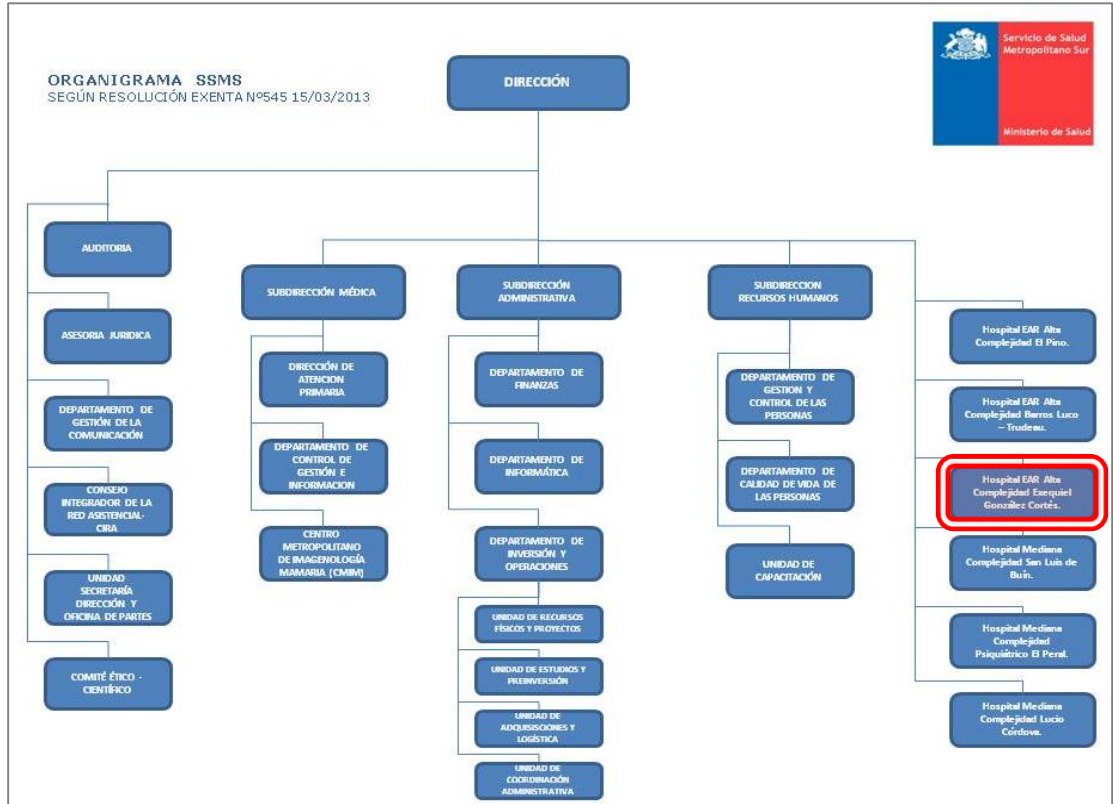 ORGANIGRAMA SSMS
SEGÚN RESOLUCIÓN EXENTA Nº545 15/03/2013
DIRECCIÓN
Servicio de Salud
Metropolitano Sur
Ministerio de Salud
AUDITORIA
ASESORIA JURIDICA
DEPARTAMENTO DE
GESTIÓN DE LA
COMUNICACIÓN
CONSEJO
INTEGRADOR DE LA
RED ASISTENCIAL-
CIRA
UNIDAD
SECRETARÍA
DIRECCIÓN Y
OFICINA DE PARTES
COMITÉ ÉTICO -
CIENTÍFICO
SUBDIRECCIÓN MÉDICA
DIRECCIÓN DE
ATENCION
PRIMARIA
DEPARTAMENTO DE
CONTROL DE
GESTIÓN E
INFORMACION
CENTRO
METROPOLITANO
DE IMAGENOLOGÍA
MAMARIA (CMIM)
SUBDIRECCIÓN
ADMINISTRATIVA
DEPARTAMENTO DE
FINANZAS
DEPARTAMENTO DE
INFORMÁTICA
DEPARTAMENTO DE
INVERSIÓN Y
OPERACIONES
UNIDAD DE RECURSOS
FÍSICOS Y PROYECTOS
UNIDAD DE ESTUDIOS Y
PREINVERSIÓN
UNIDAD DE
ADQUISISCIONES Y
LOGÍSTICA
UNIDAD DE
COORDINACIÓN
ADMINISTRATIVA
SUBDIRECCION
RECURSOS HUMANOS
DEPARTAMENTO DE
GESTION Y
CONTROL DE LAS
PERSONAS
DEPARTAMENTO DE
CALIDAD DE VIDA DE
LAS PERSONAS
UNIDAD DE
CAPACITACIÓN
Hospital EAR Alta
Complejidad El Pino.
Hospital EAR Alta
Complejidad Barros Luco
– Trudeau.
Hospital EAR Alta
Complejidad Exequiel
González Cortés.
Hospital Mediana
Complejidad San Luis de
Buín.
Hospital Mediana
Complejidad
Psiquiátrico El Peral.
Hospital Mediana
Complejidad Lucio
Córdova.